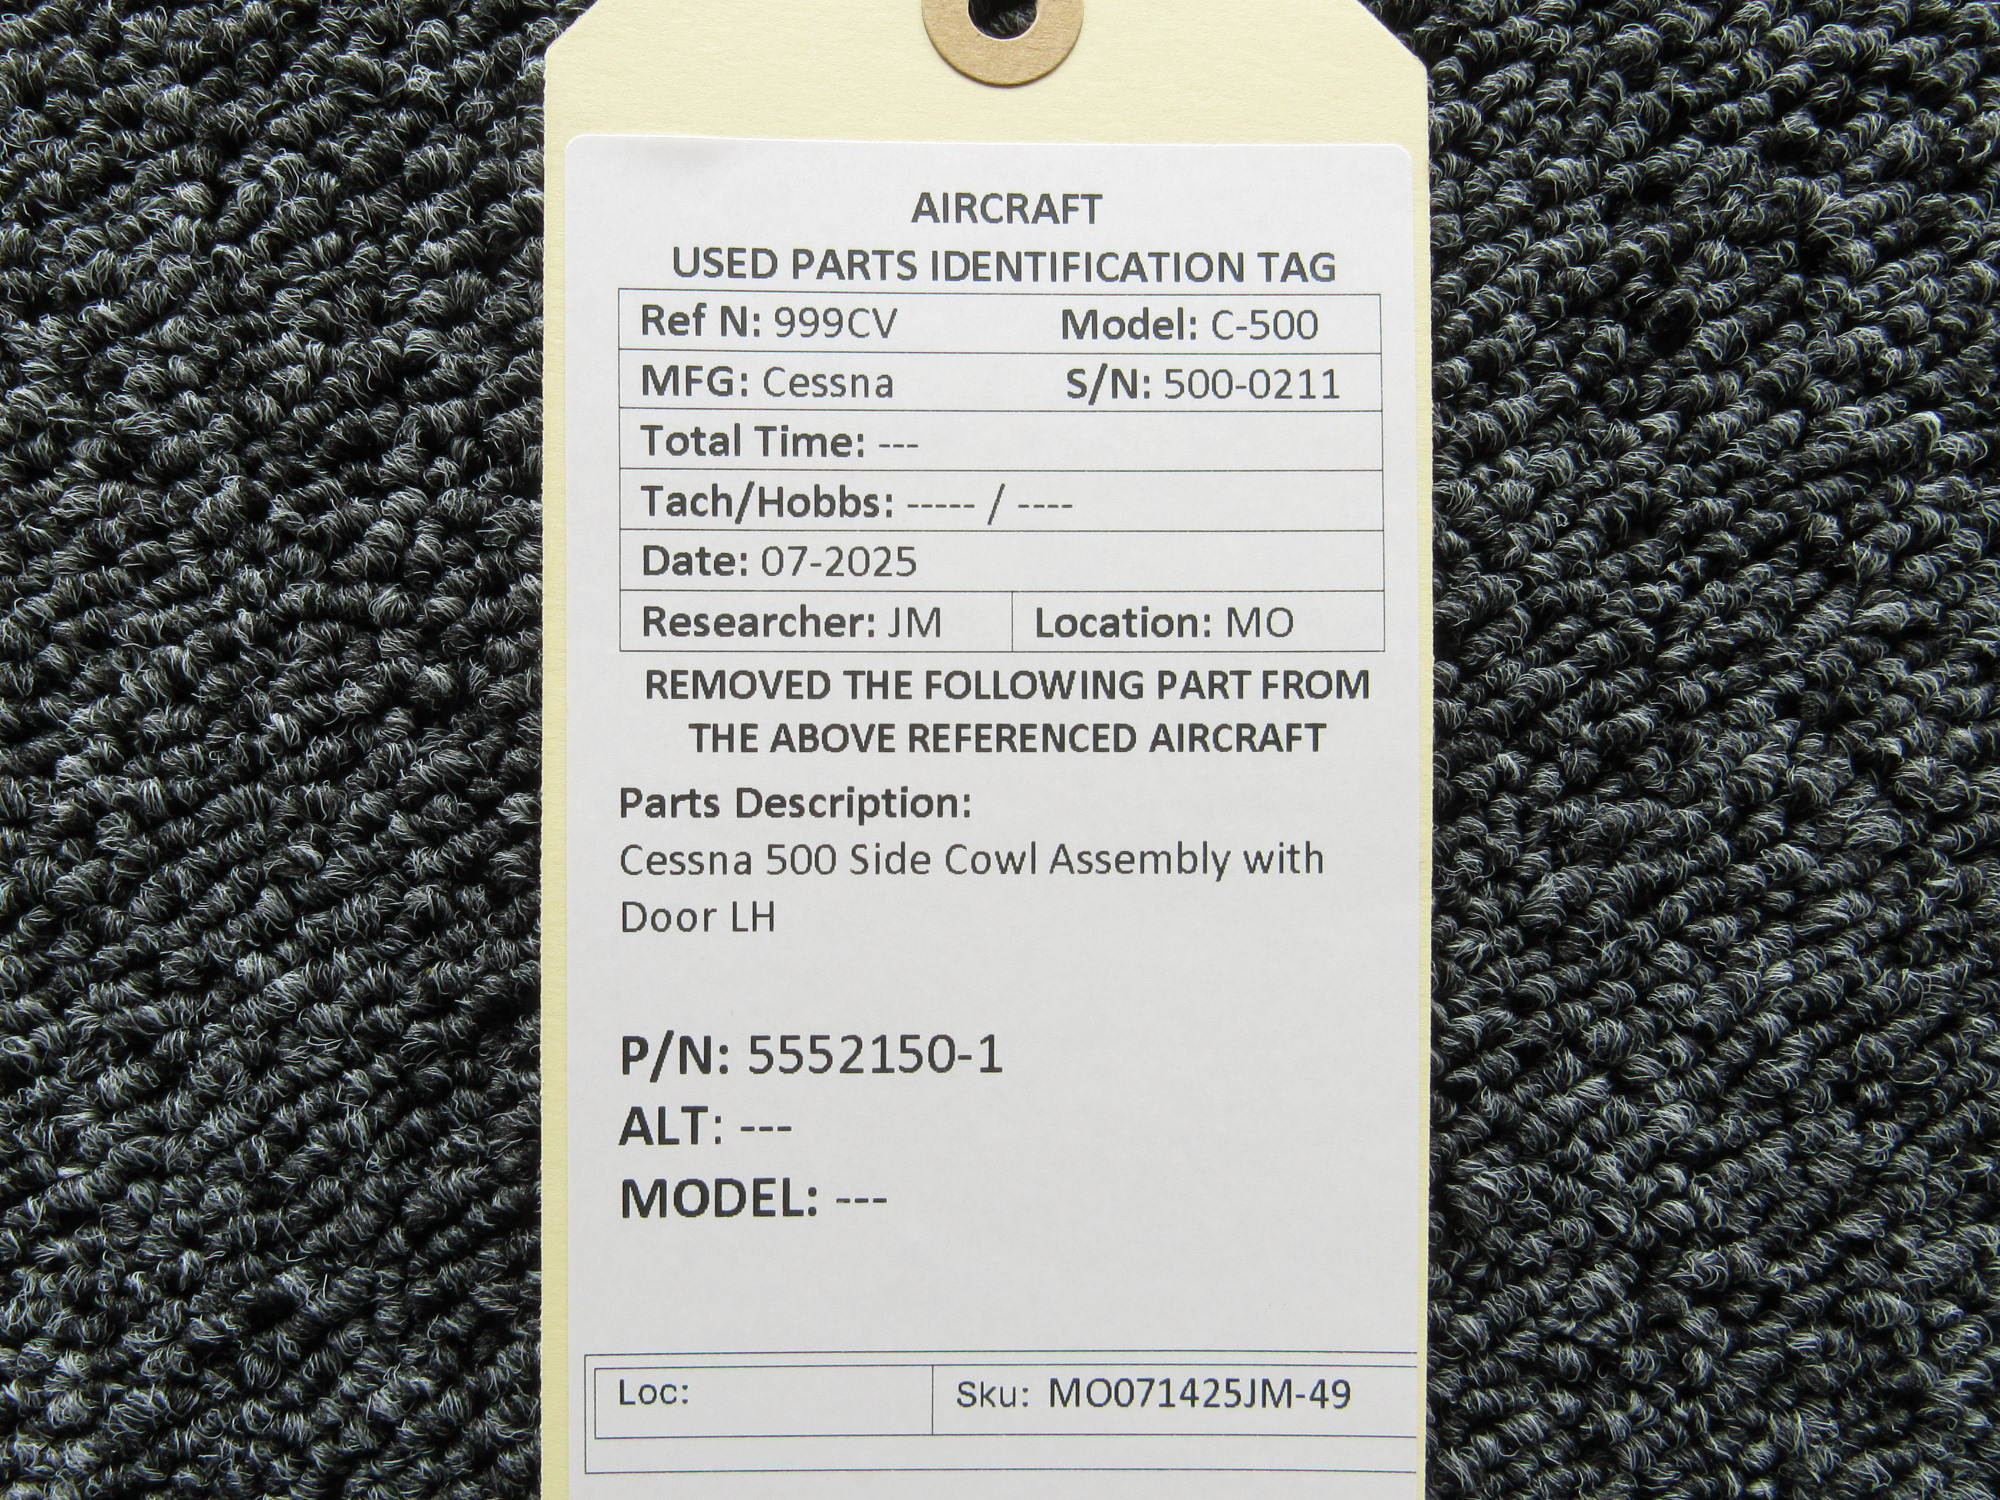 AIRCRAFT
USED PARTS IDENTIFICATION TAG
Ref N: 999CV Model: C-500
MFG: Cessna S/N: 500-0211
Total Time: ---
Tach/Hobbs: ----- / ----
Date: 07-2025
Researcher: JM Location: MO
REMOVED THE FOLLOWING PART FROM
THE ABOVE REFERENCED AIRCRAFT
Parts Description:
Cessna 500 Side Cowl Assembly with
Door LH
P/N: 5552150-1
ALT: ---
MODEL: ---
Loc: Sku: MO071425JM-49